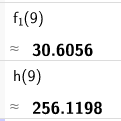 f₁(9)
≈ 30.6056
h(9)
≈ 256.1198